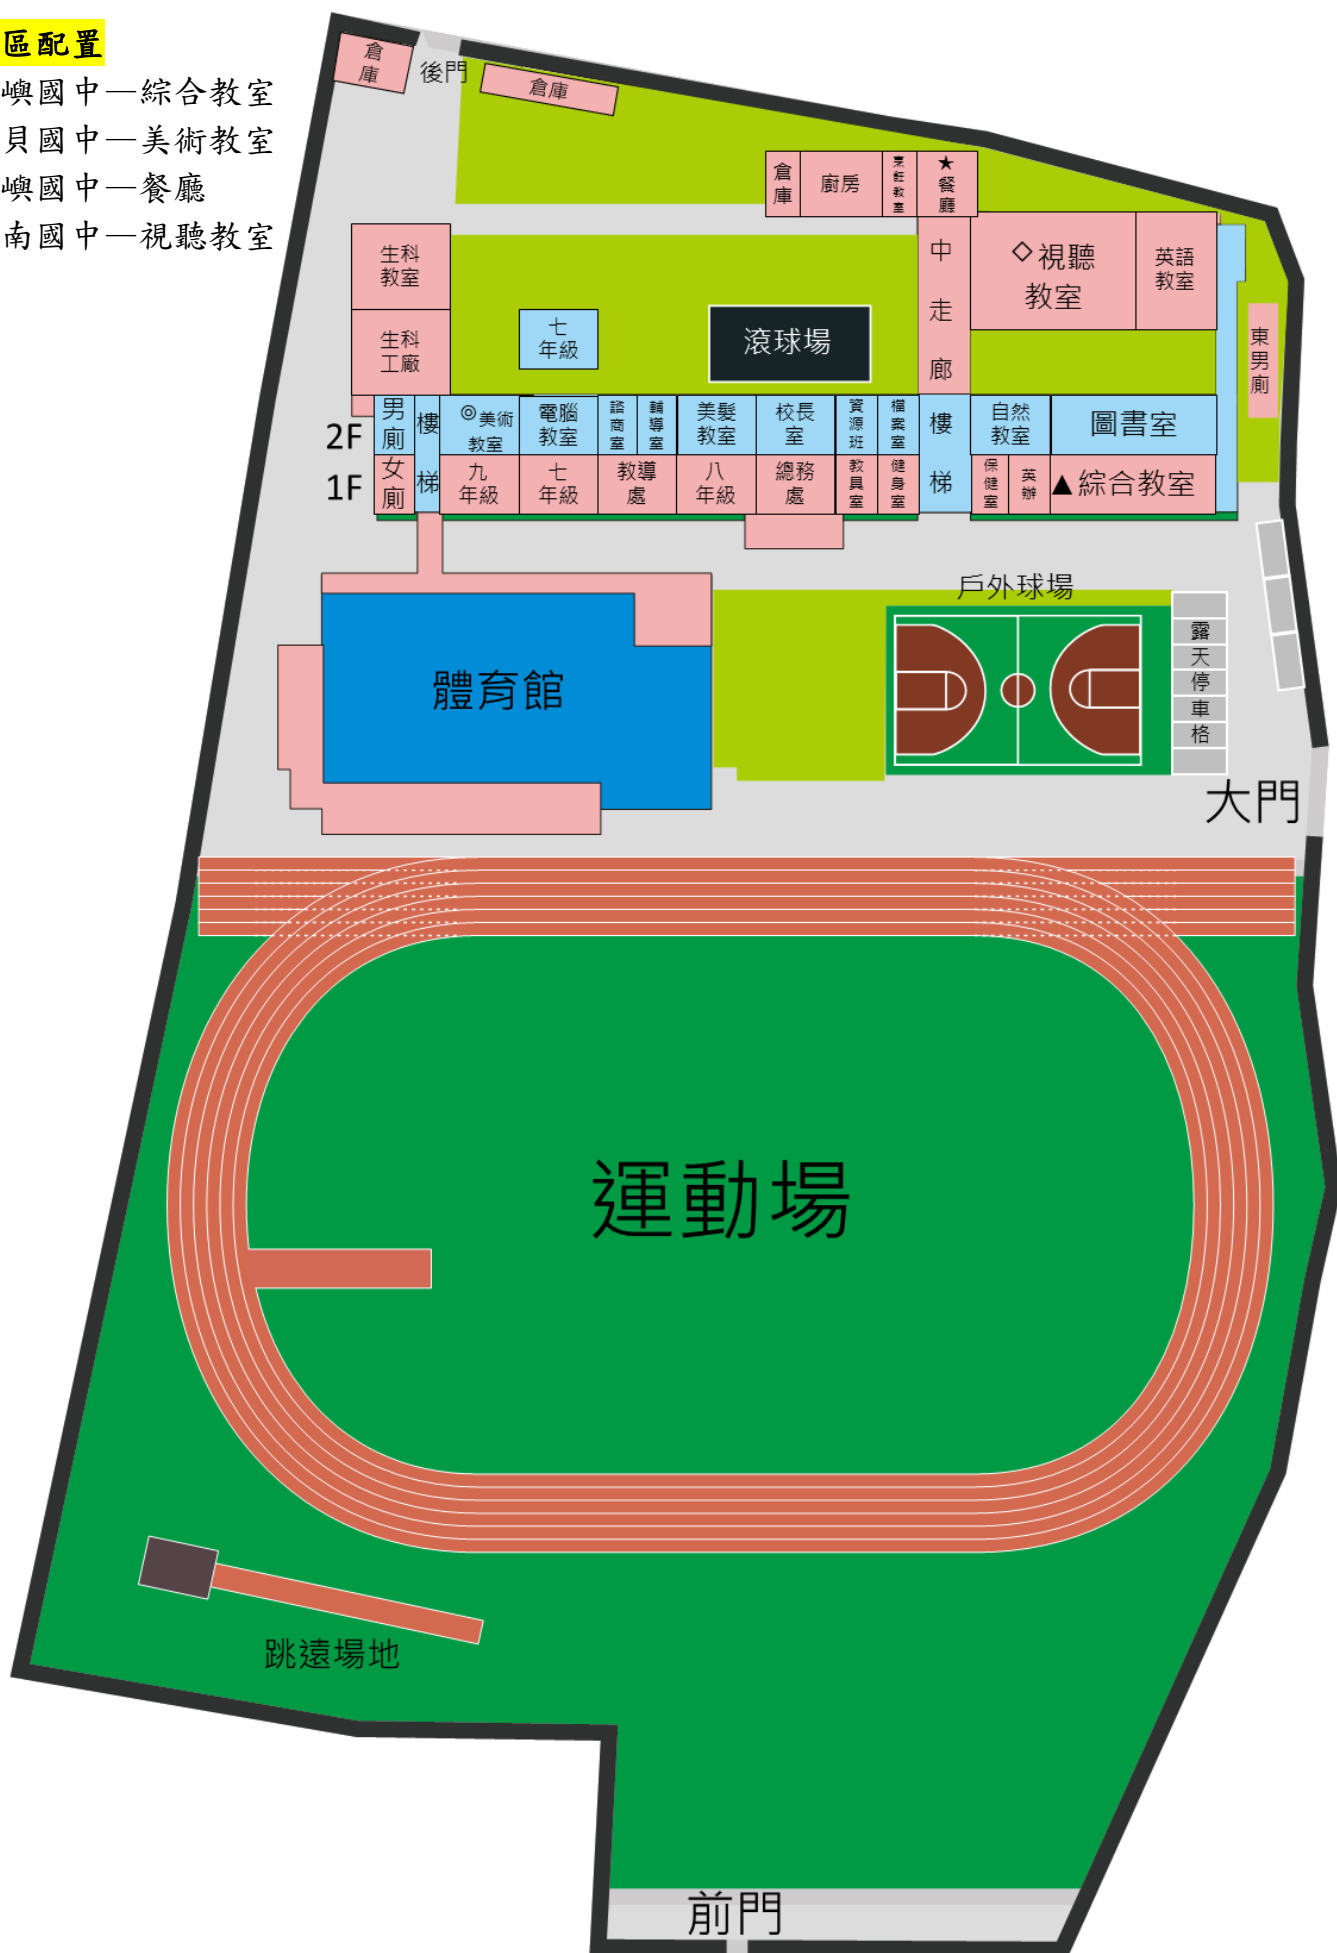 區配置
嶼國中—綜合教室
貝國中—美術教室
嶼國中—餐廳
南國中—視聽教室
倉庫
後門
倉庫
倉庫
廚房
烹飪教室
★餐廳
生科
教室
中走廊
◇視聽
教室
英語
教室
生科
工廠
七
年級
滾球場
東男廁
2F
男廁
樓梯
◎美術
教室
電腦
教室
諮商室
輔導室
美髮
教室
校長
室
資源班
檔案室
樓梯
自然
教室
圖書室
1F
女廁
九
年級
七
年級
教導
處
八
年級
總務
處
教具室
健身室
保健室
英辦
▲綜合教室
戶外球場
體育館
露天停車格
大門
運動場
跳遠場地
前門